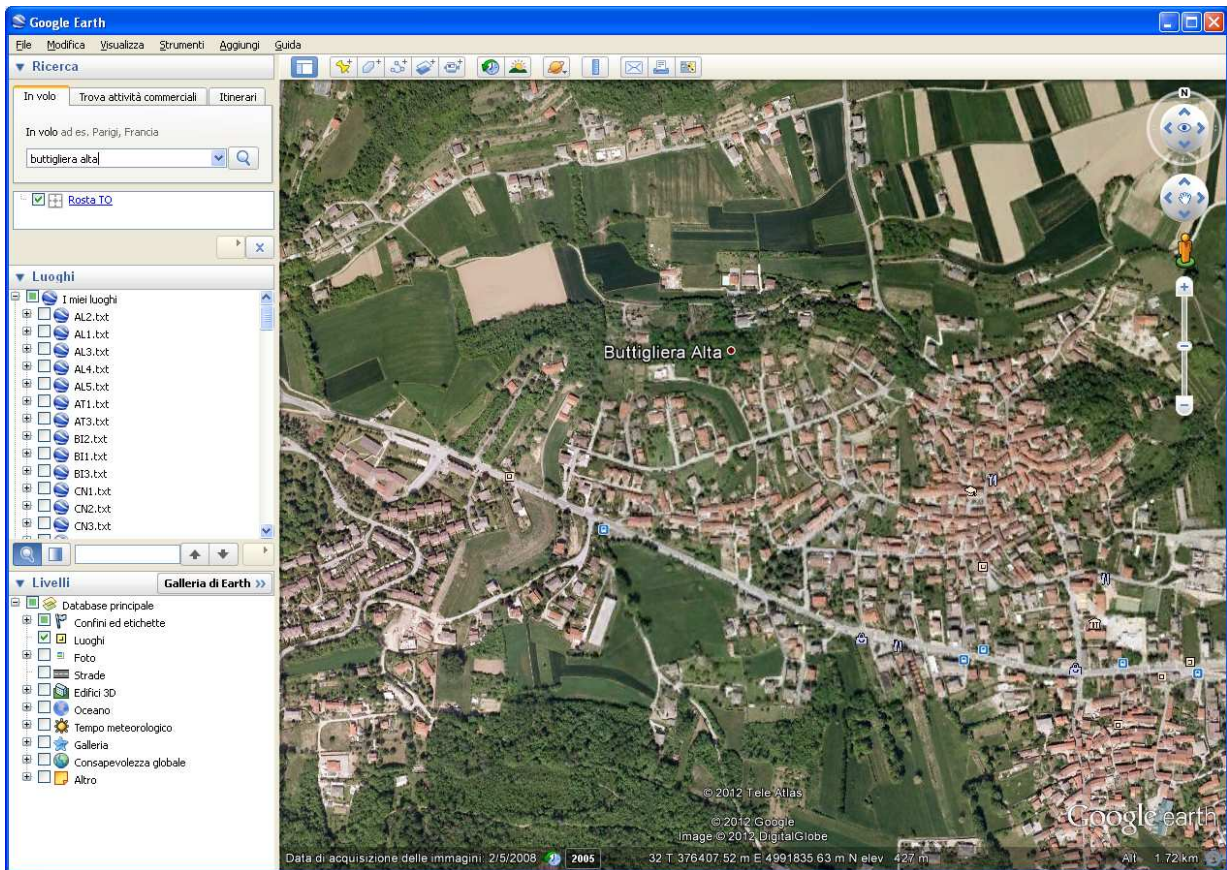 Google Earth
File Modifica Visualizza Strumenti Aggiungi Guida
Ricerca
In volo Trova attività commerciali Itinerari
In volo ad es. Parigi, Francia
buttigliera alta
Rosta TO
Luoghi
I miei luoghi
AL2.txt
AL1.txt
AL3.txt
AL4.txt
AL5.txt
AT1.txt
AT3.txt
BI2.txt
BI1.txt
BI3.txt
CN1.txt
CN2.txt
CN3.txt
Livelli
Galleria di Earth >>
Database principale
Confini ed etichette
Luoghi
Foto
Strade
Edifici 3D
Oceano
Tempo meteorologico
Galleria
Consapevolezza globale
Altro
N
Buttigliera Alta
© 2012 Tele Atlas
© 2012 Google
Image © 2012 DigitalGlobe
Google earth
Data di acquisizione delle immagini: 2/5/2008 2005 32 T 376407.52 m E 4991835.63 m N elev 427 m Alt 1.72 km